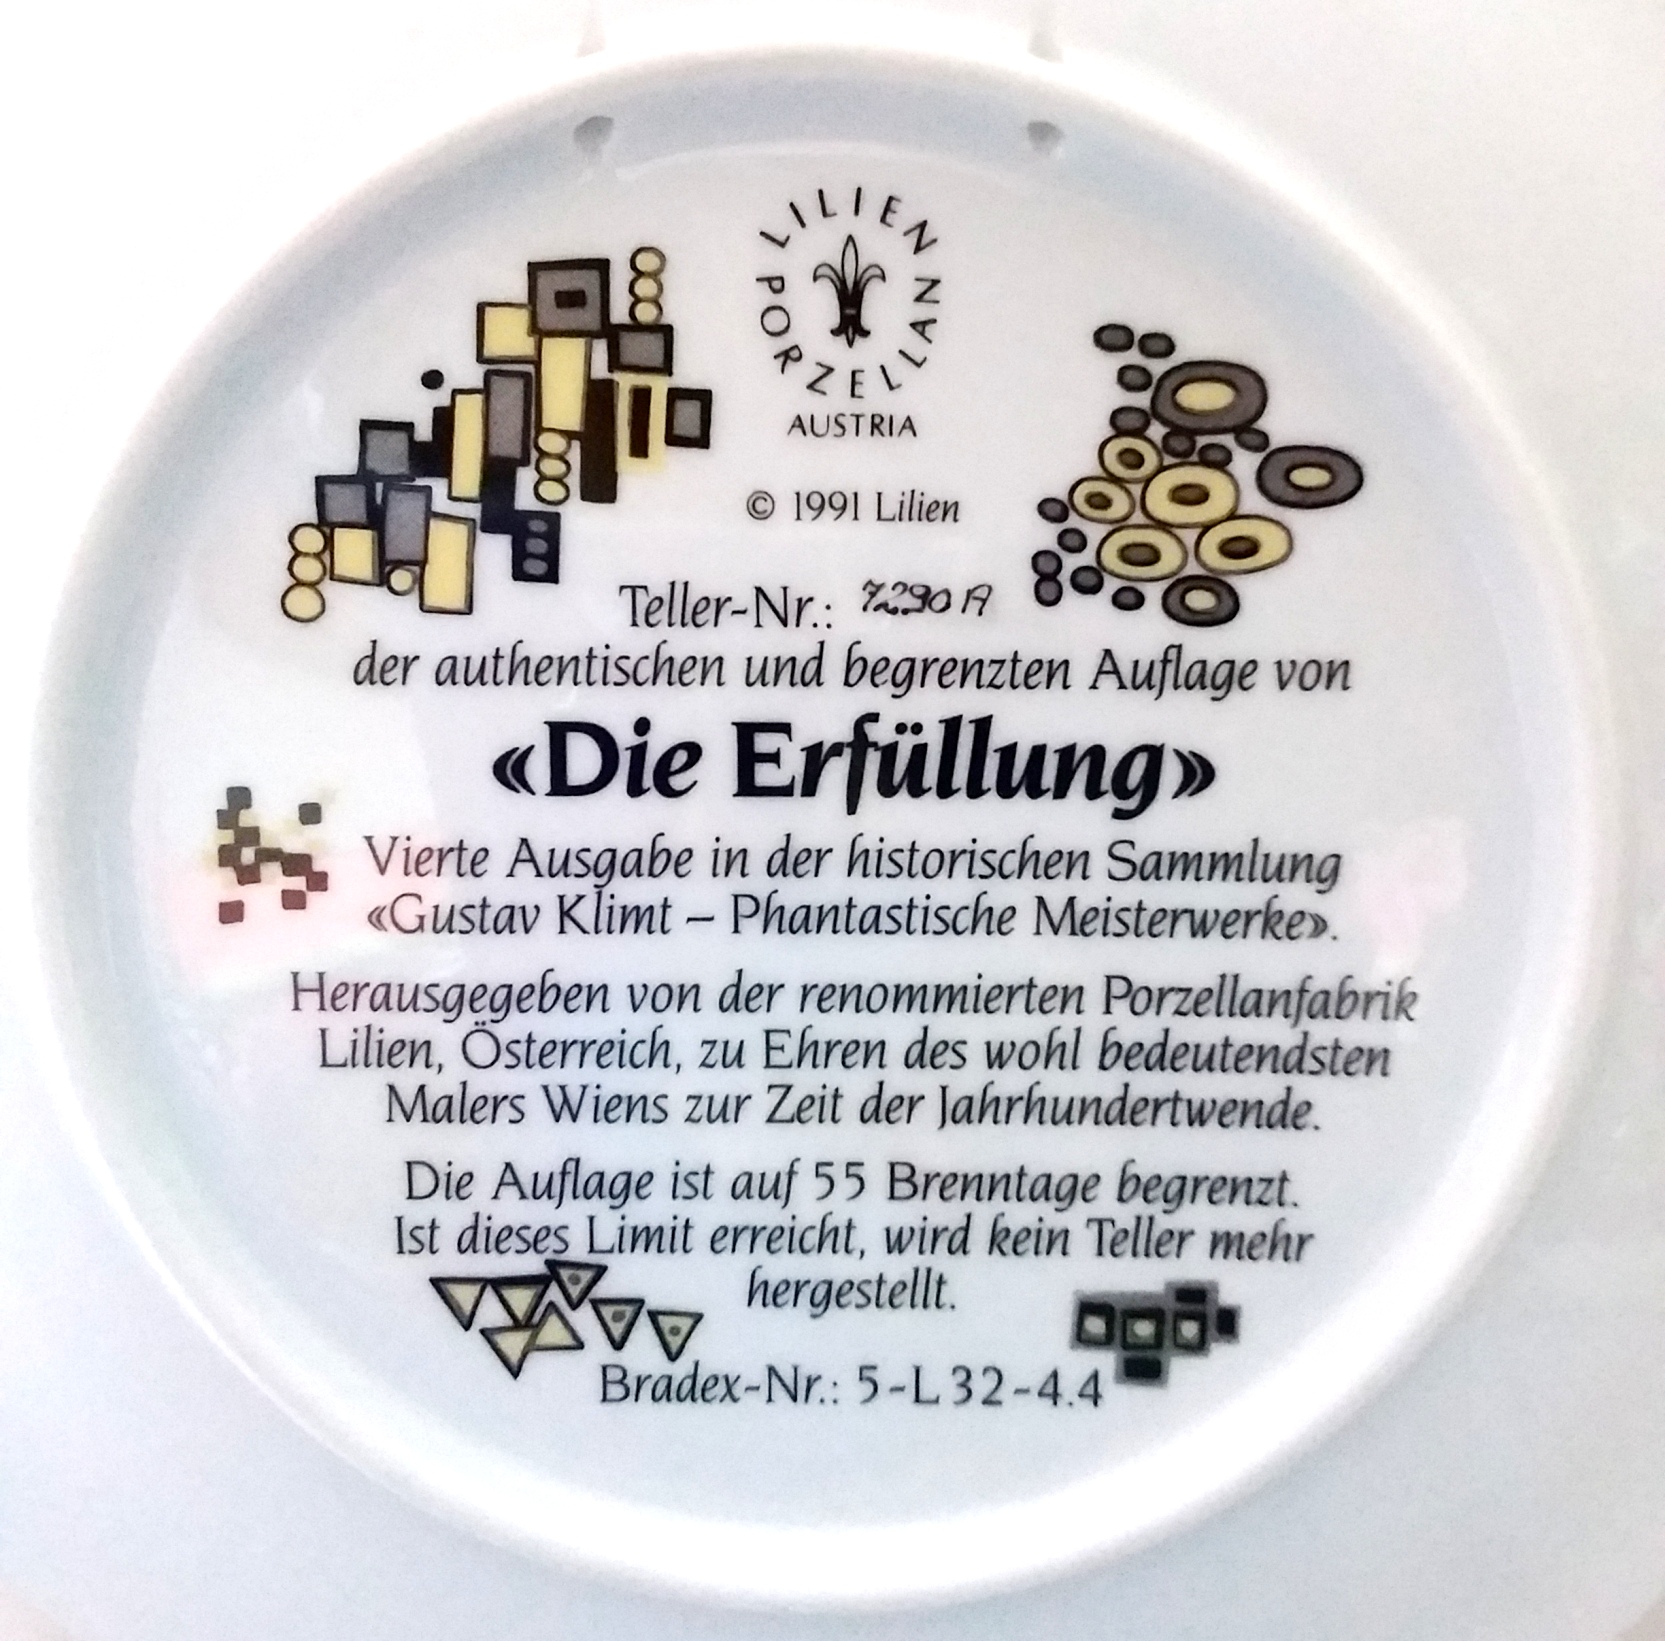 LILIEN PORZELLAN
AUSTRIA
© 1991 Lilien
Teller-Nr.: 7290 A
der authentischen und begrenzten Auflage von
«Die Erfüllung»
Vierte Ausgabe in der historischen Sammlung
«Gustav Klimt – Phantastische Meisterwerke».
Herausgegeben von der renommierten Porzellanfabrik
Lilien, Österreich, zu Ehren des wohl bedeutendsten
Malers Wiens zur Zeit der Jahrhundertwende.
Die Auflage ist auf 55 Brenntage begrenzt.
Ist dieses Limit erreicht, wird kein Teller mehr
hergestellt.
Bradex-Nr.: 5-L32-4.4